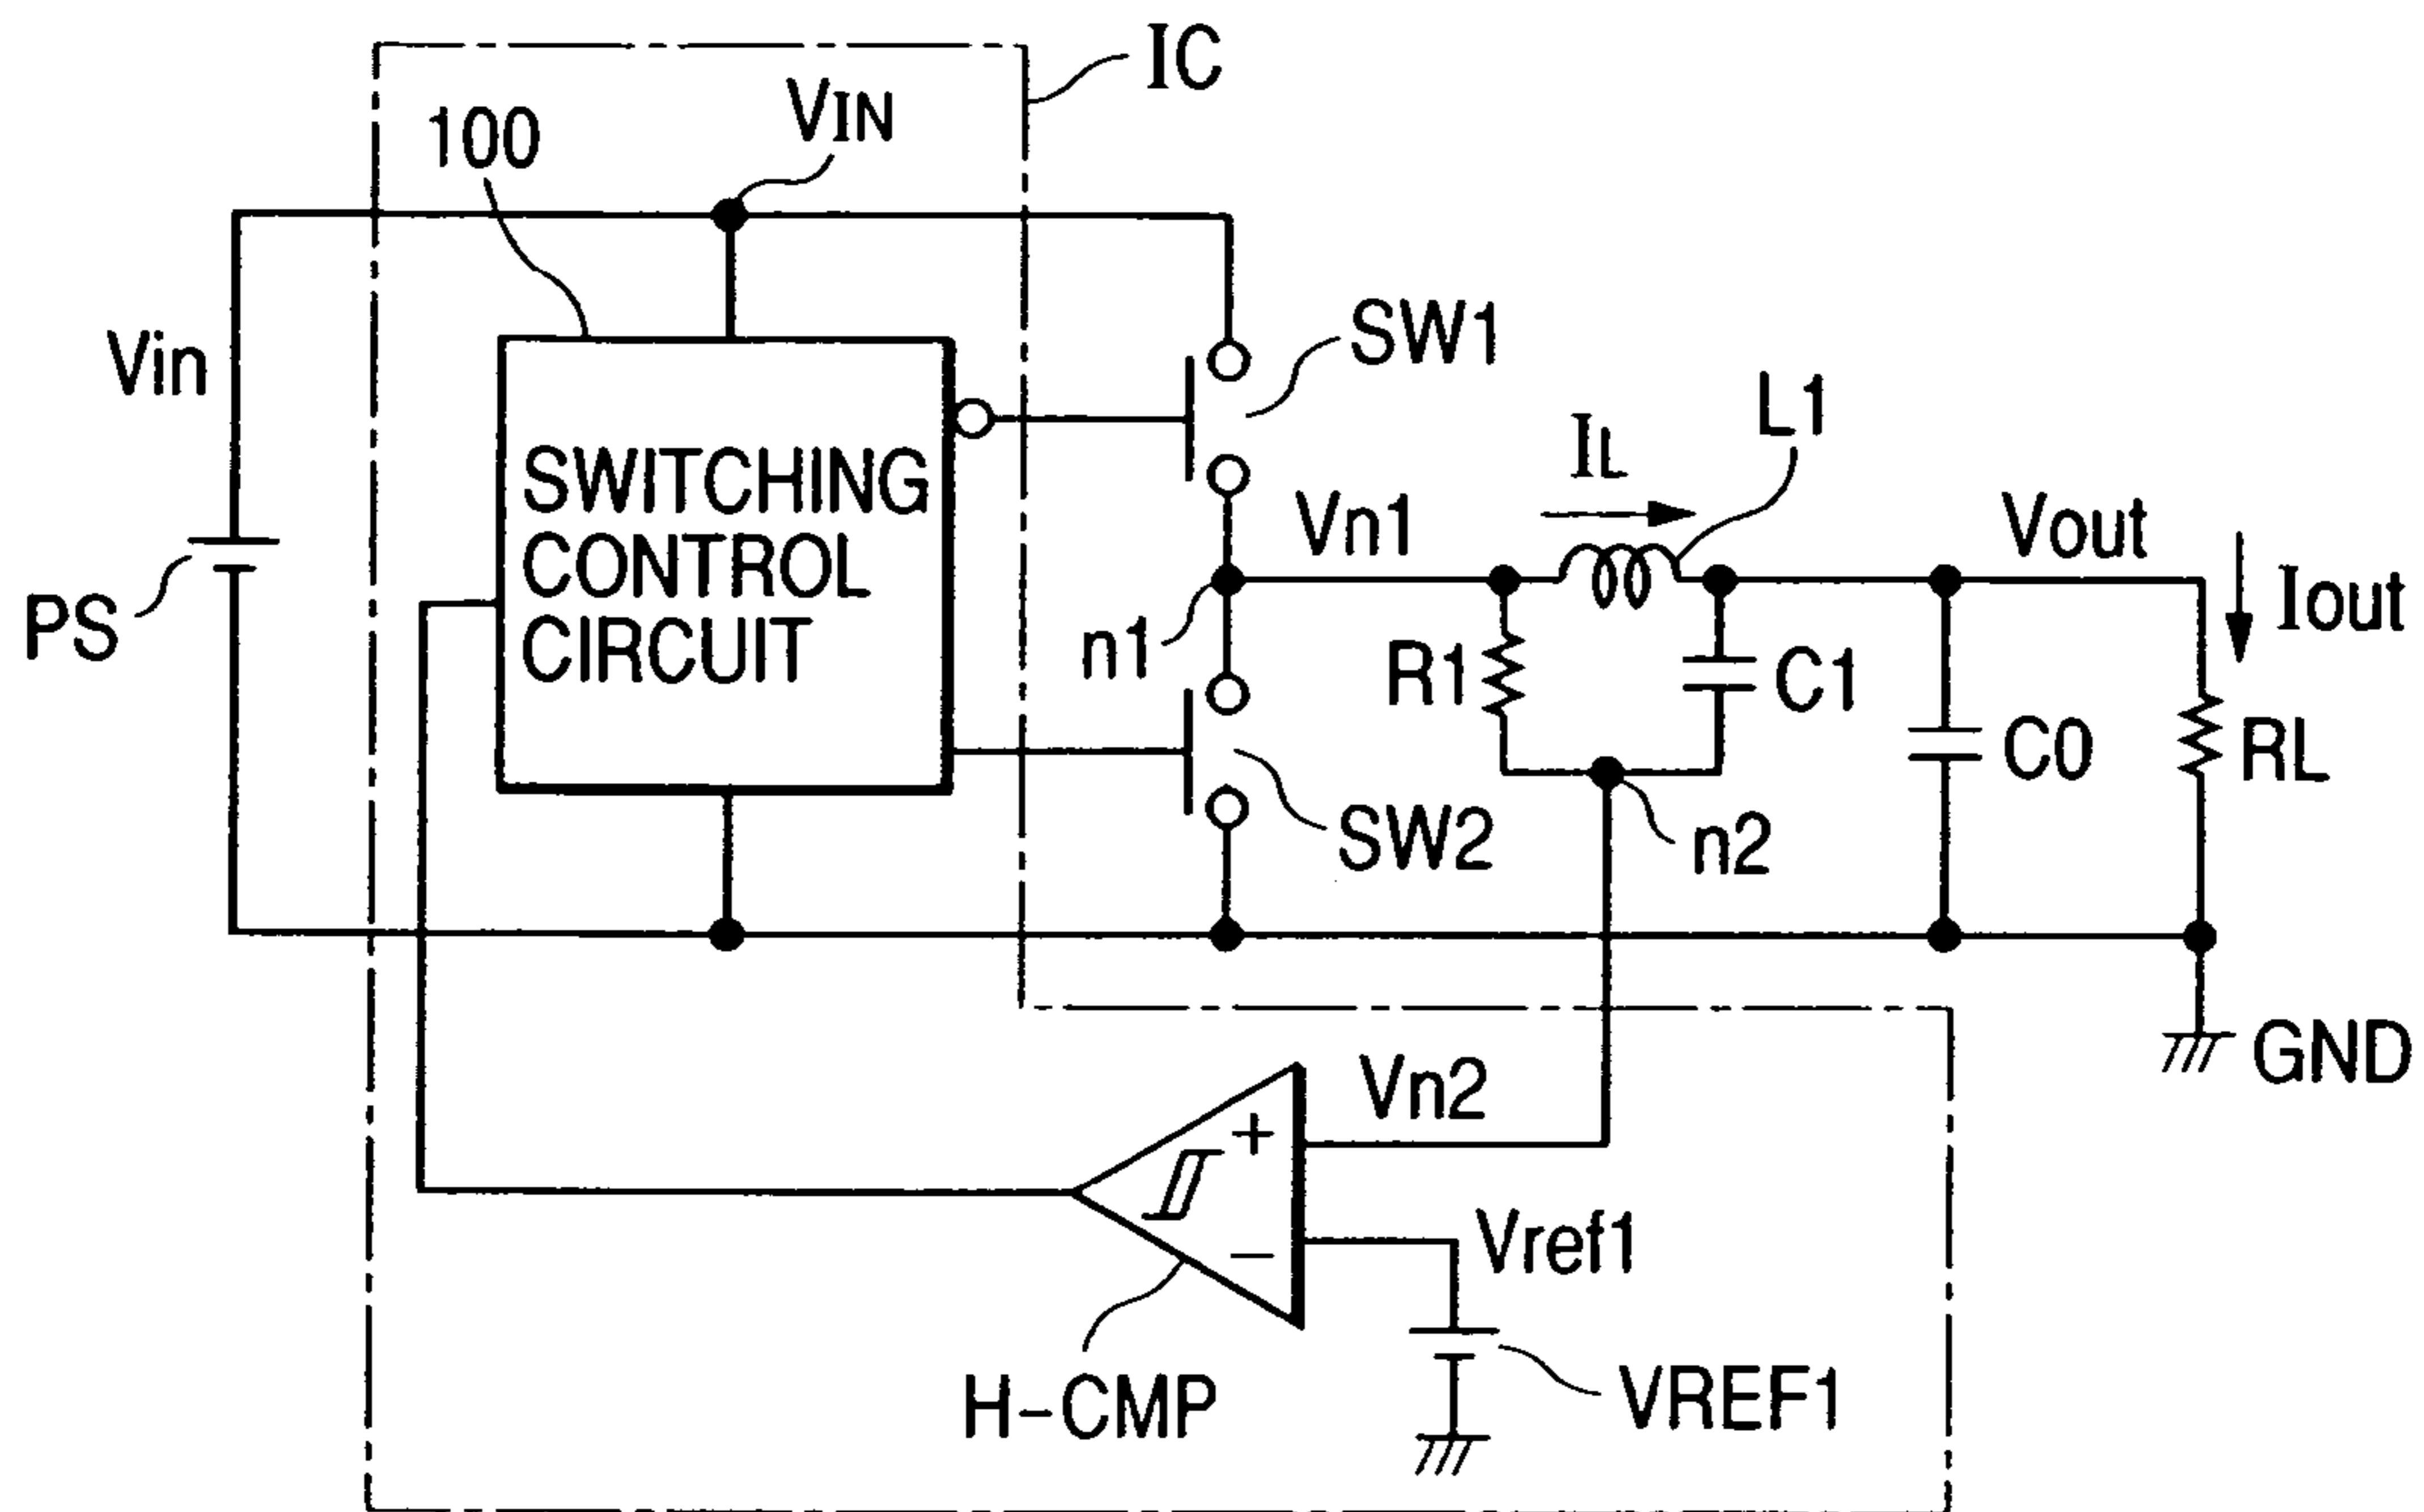 IC
VIN
100
Vin
SW1
L1
IL
SWITCHING
CONTROL
CIRCUIT
Vn1
Vout
Iout
PS
n1
R1
C1
C0
RL
SW2
n2
GND
Vn2
+
Vref1
−
H-CMP
VREF1